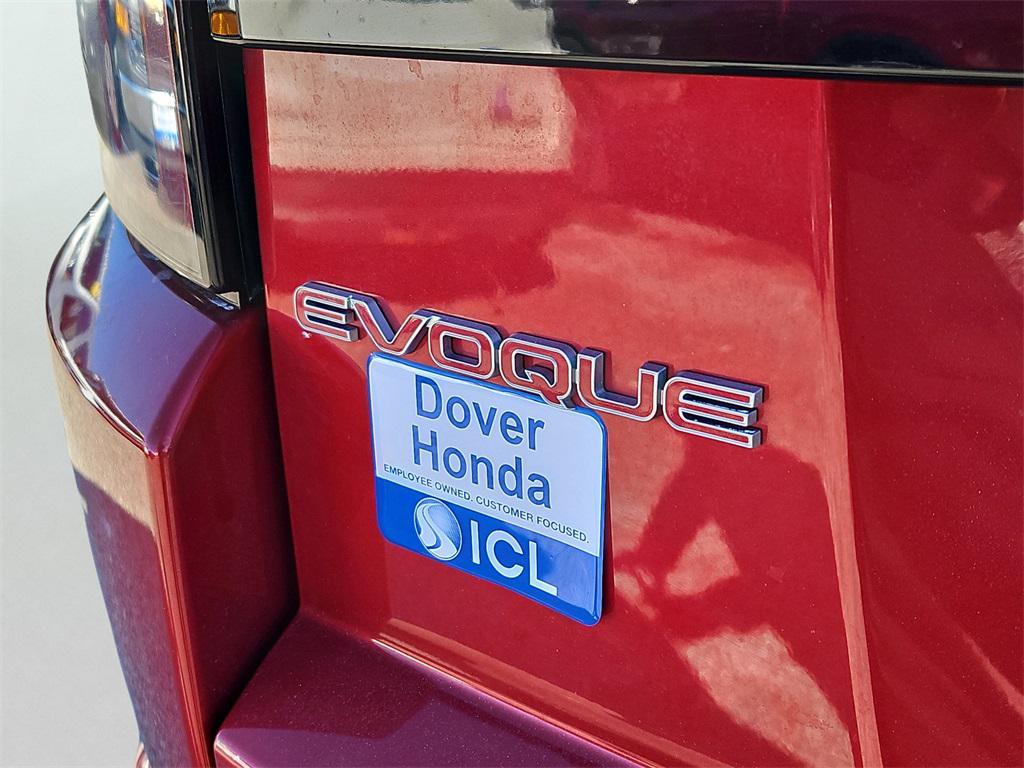 EVOQUE
Dover
Honda
EMPLOYEE OWNED. CUSTOMER FOCUSED.
ICL